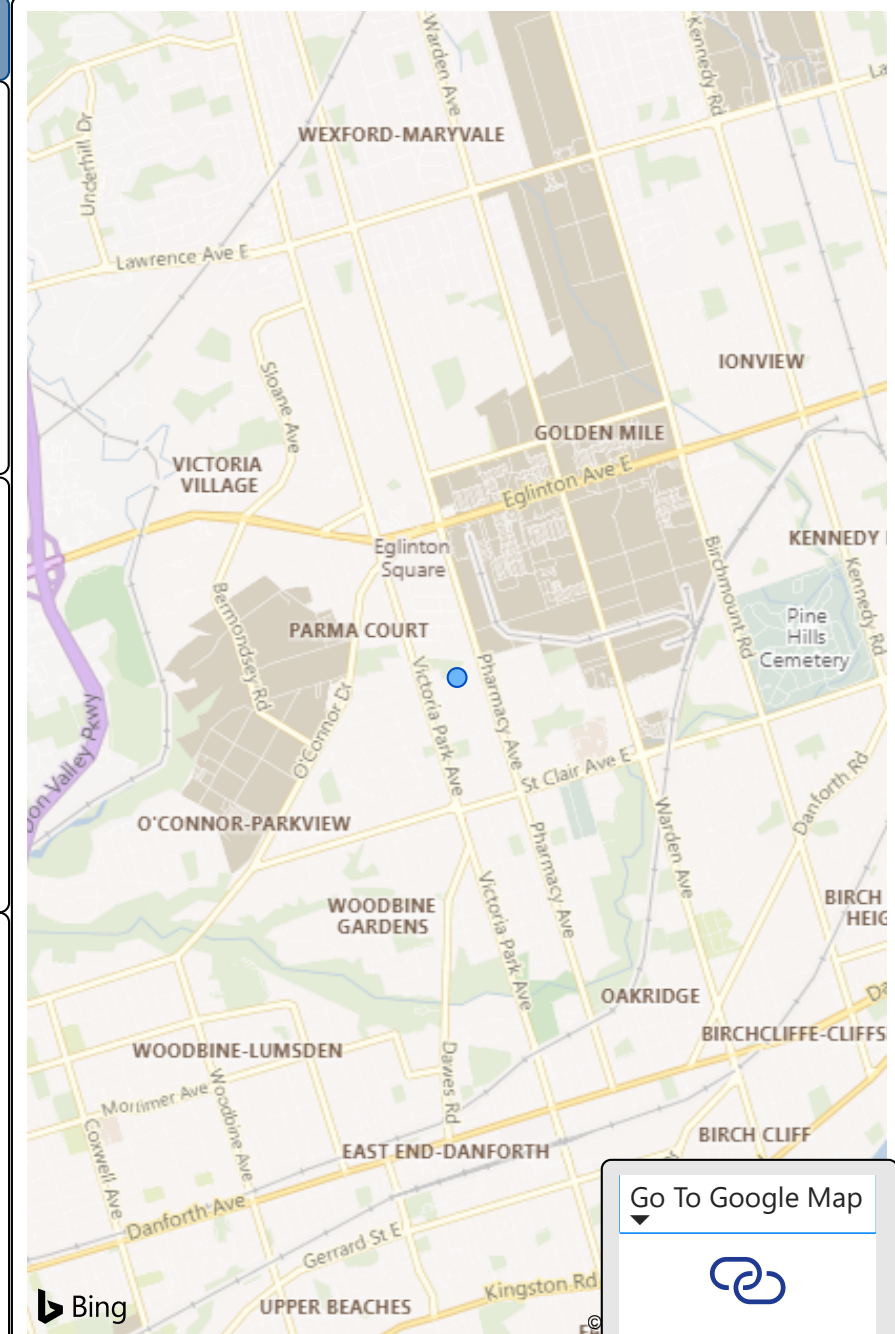 Warden Ave
Kennedy Rd
La
WEXFORD-MARYVALE
Underhill Dr
Lawrence Ave E
IONVIEW
Sloane Ave
GOLDEN MILE
VICTORIA
VILLAGE
Eglinton Ave E
Eglinton
Square
KENNEDY
Birchmount Rd
Kennedy Rd
Bermondsey Rd
PARMA COURT
Pine
Hills
Cemetery
Victoria Park Ave
Pharmacy Ave
O'Connor Dr
Don Valley Pkwy
St Clair Ave E
Danforth Rd
O'CONNOR-PARKVIEW
Warden Ave
Pharmacy Ave
WOODBINE
GARDENS
Victoria Park Ave
BIRCH
HEIG
OAKRIDGE
Da
BIRCHCLIFFE-CLIFFS
WOODBINE-LUMSDEN
Dawes Rd
Mortimer Ave
Woodbine Ave
Coxwell Ave
BIRCH CLIFF
EAST END-DANFORTH
Danforth Ave
Gerrard St E
Go To Google Map
Kingston Rd
Bing
UPPER BEACHES
©